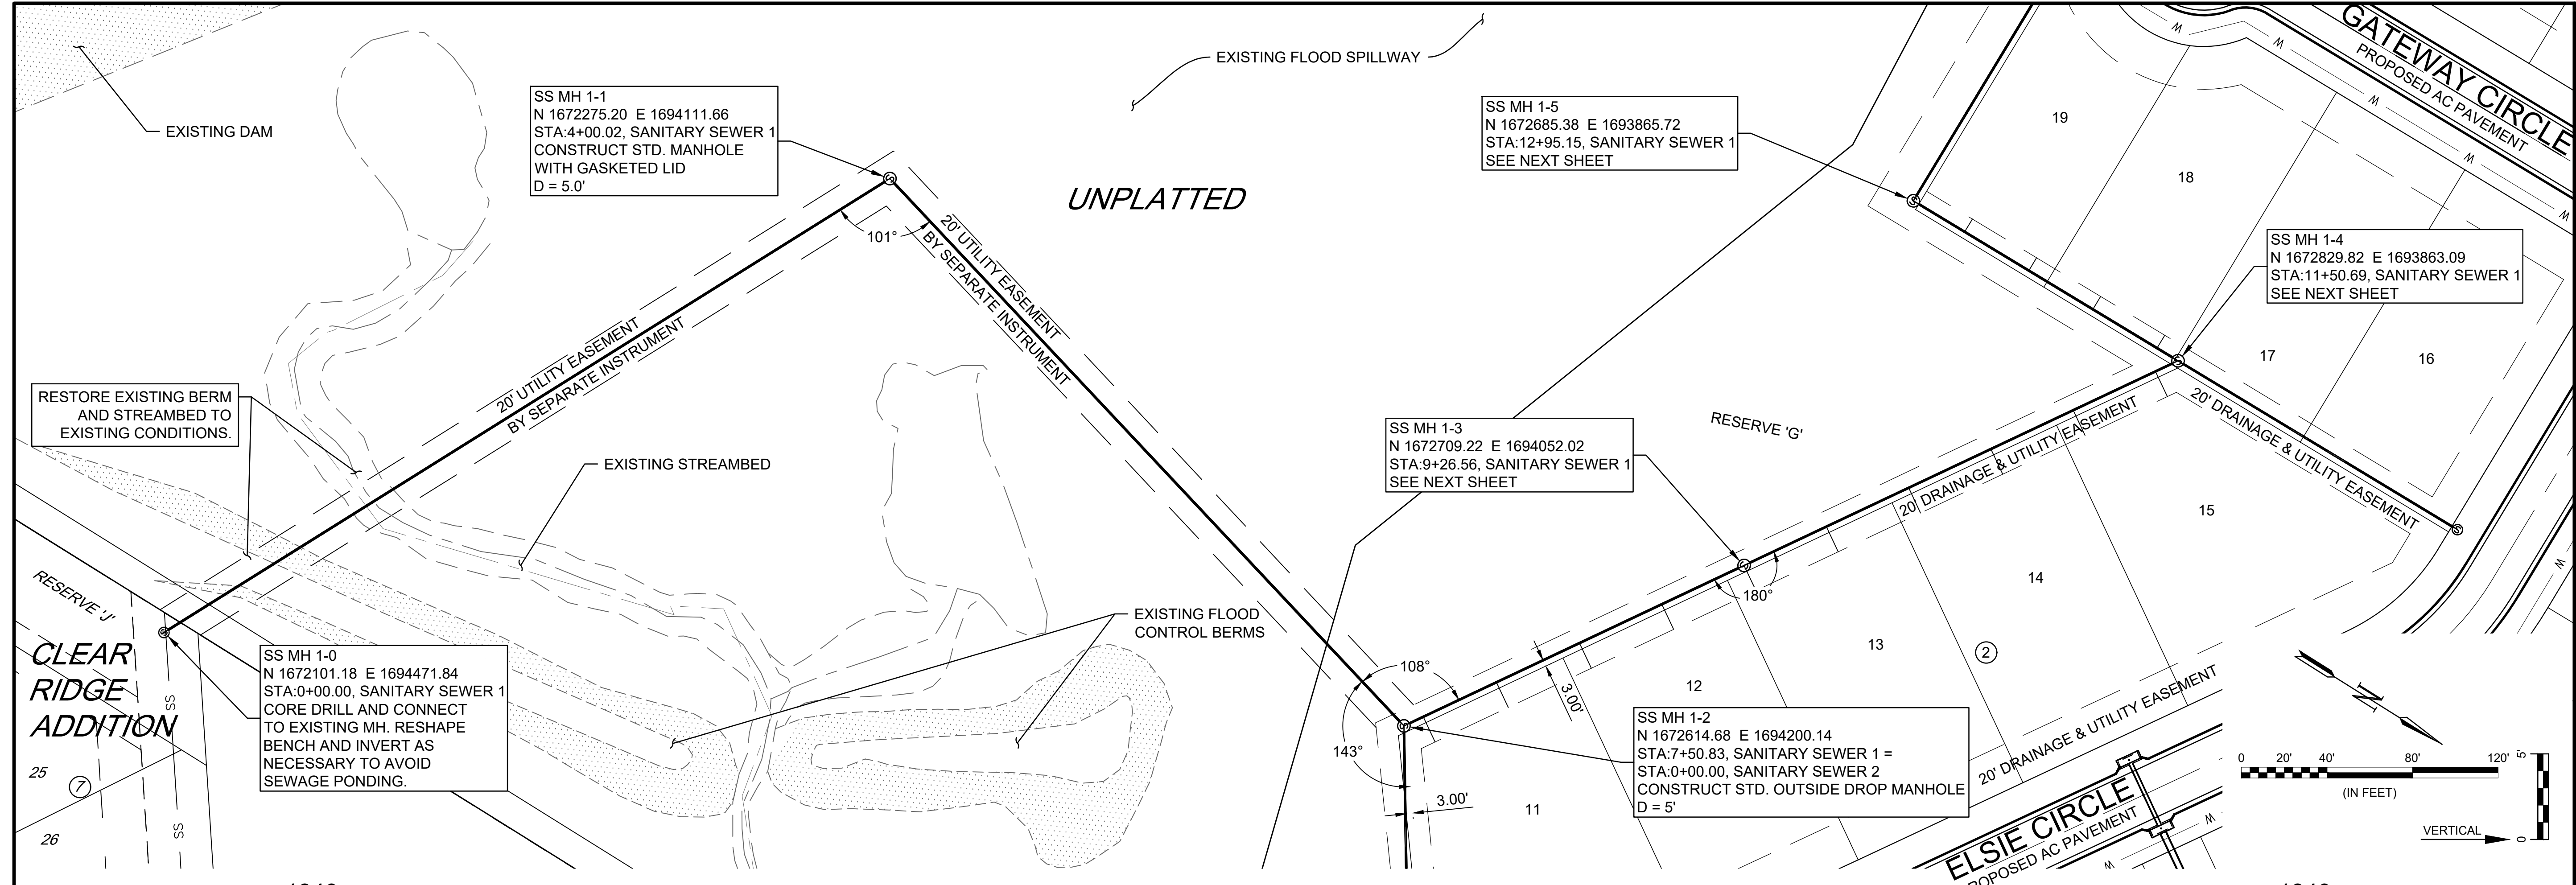 EXISTING DAM
SS MH 1-1
N 1672275.20 E 1694111.66
STA:4+00.02, SANITARY SEWER 1
CONSTRUCT STD. MANHOLE
WITH GASKETED LID
D = 5.0'
EXISTING FLOOD SPILLWAY
UNPLATTED
SS MH 1-5
N 1672685.38 E 1693865.72
STA:12+95.15, SANITARY SEWER 1
SEE NEXT SHEET
GATEWAY CIRCLE
PROPOSED AC PAVEMENT
W
W
W
W
W
19
18
17
16
SS MH 1-4
N 1672829.82 E 1693863.09
STA:11+50.69, SANITARY SEWER 1
SEE NEXT SHEET
S
101°
20' UTILITY EASEMENT
BY SEPARATE INSTRUMENT
20' UTILITY EASEMENT
BY SEPARATE INSTRUMENT
RESTORE EXISTING BERM
AND STREAMBED TO
EXISTING CONDITIONS.
EXISTING STREAMBED
SS MH 1-3
N 1672709.22 E 1694052.02
STA:9+26.56, SANITARY SEWER 1
SEE NEXT SHEET
RESERVE 'G'
20' DRAINAGE & UTILITY EASEMENT
20' DRAINAGE & UTILITY EASEMENT
15
14
13
12
11
2
180°
108°
143°
3.00'
3.00'
RESERVE 'J'
CLEAR
RIDGE
ADDITION
SS
SS
25
7
26
SS MH 1-0
N 1672101.18 E 1694471.84
STA:0+00.00, SANITARY SEWER 1
CORE DRILL AND CONNECT
TO EXISTING MH. RESHAPE
BENCH AND INVERT AS
NECESSARY TO AVOID
SEWAGE PONDING.
EXISTING FLOOD
CONTROL BERMS
SS MH 1-2
N 1672614.68 E 1694200.14
STA:7+50.83, SANITARY SEWER 1 =
STA:0+00.00, SANITARY SEWER 2
CONSTRUCT STD. OUTSIDE DROP MANHOLE
D = 5'
20' DRAINAGE & UTILITY EASEMENT
ELSIE CIRCLE
PROPOSED AC PAVEMENT
W
W
W
N
0 20' 40' 80' 120'
(IN FEET)
VERTICAL
0 5